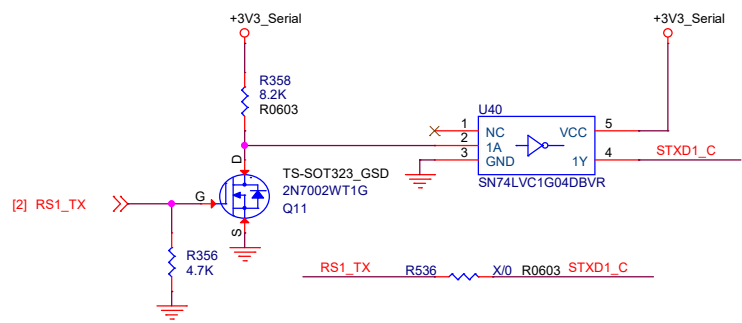 +3V3_Serial
+3V3_Serial
R358
8.2K
R0603
U40
1 NC VCC 5
2 1A
3 GND 1Y 4 STXD1_C
SN74LVC1G04DBVR
D
TS-SOT323_GSD
2N7002WT1G
Q11
G
S
[2] RS1_TX
R356
4.7K
RS1_TX R536 X/0 R0603 STXD1_C